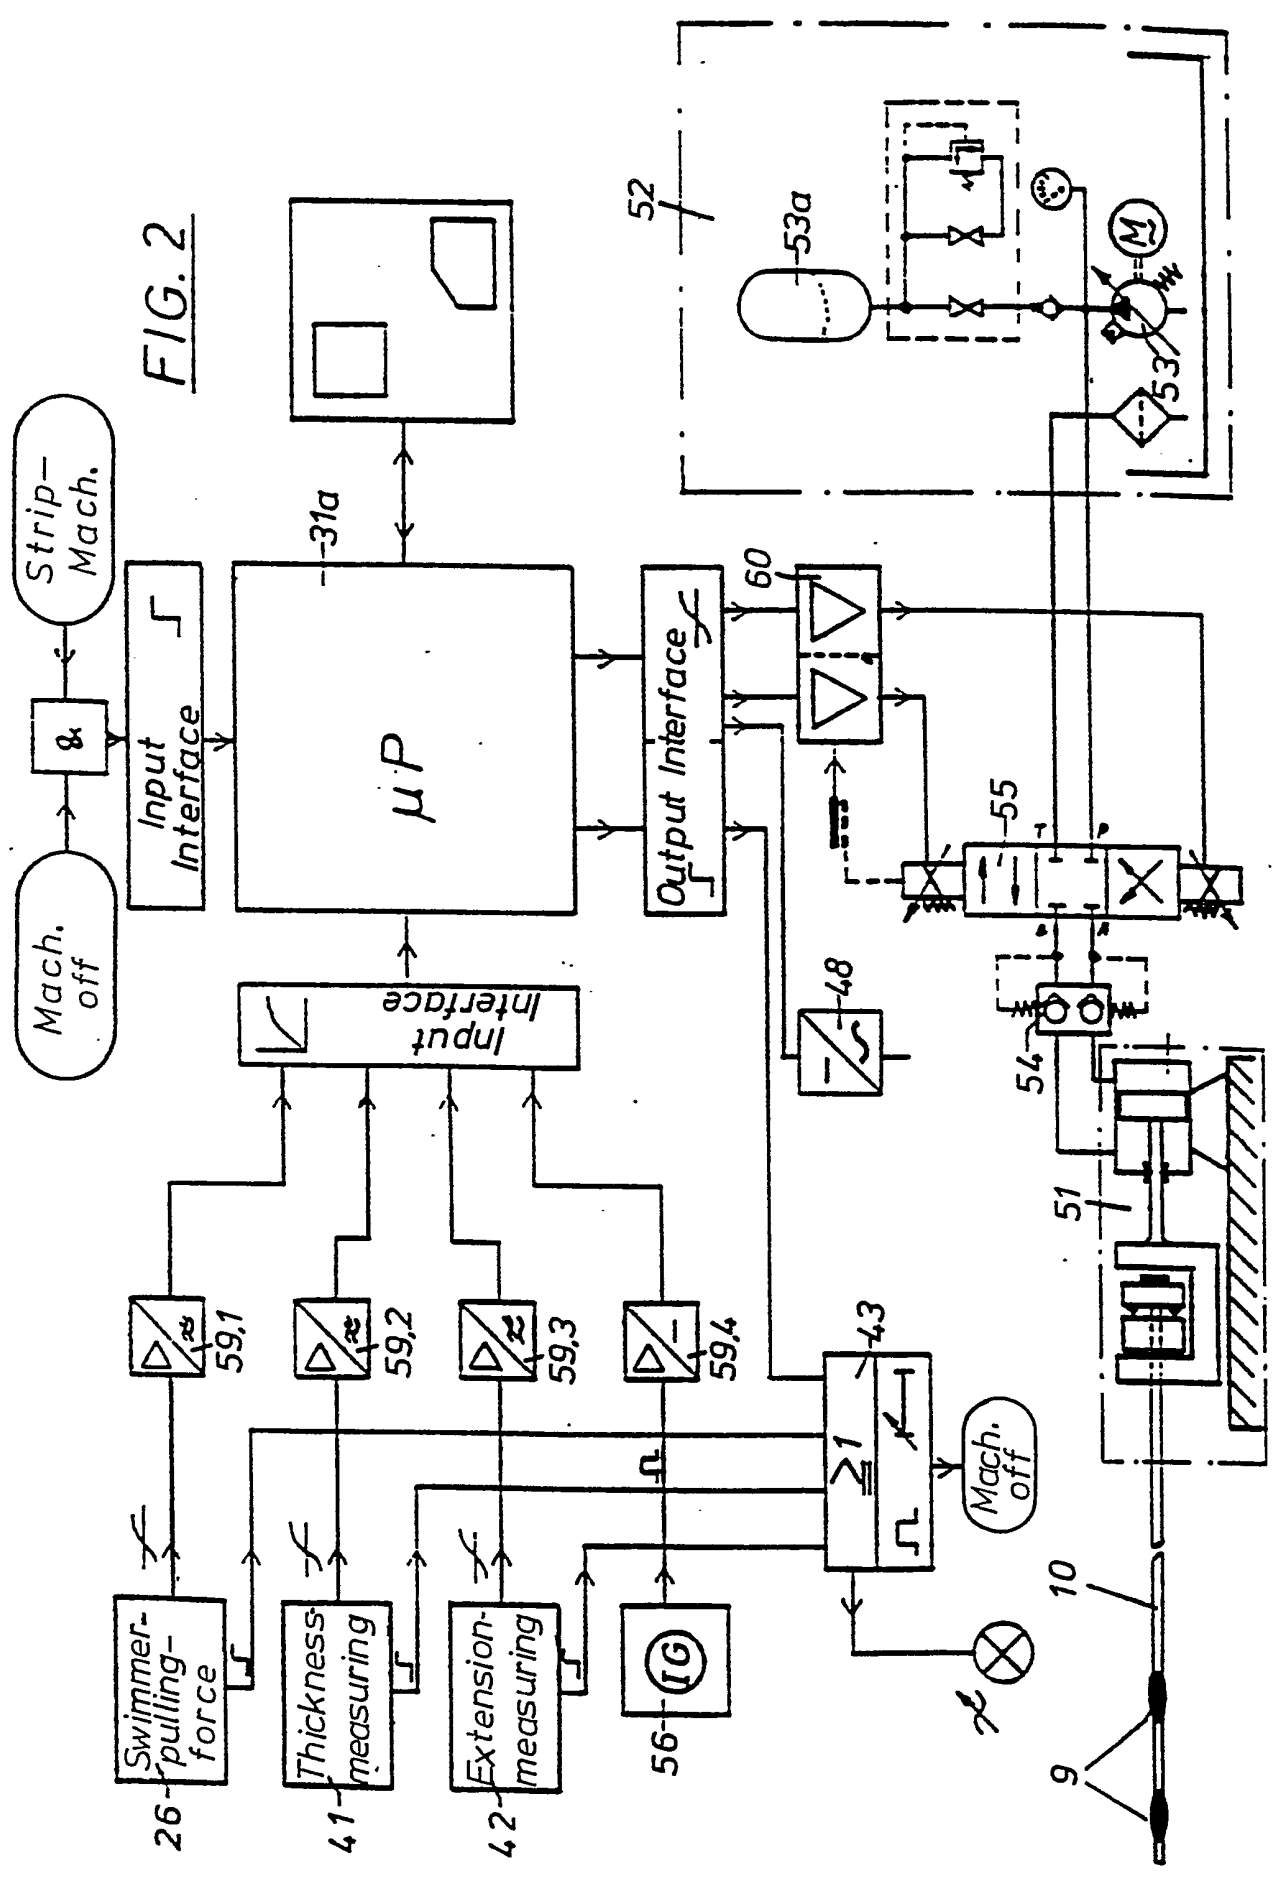 FIG. 2
Strip-
Mach.
&
Mach.
off
Input
Interface
31a
µP
Input
Interface
Output Interface
60
52
53a
M
~
53
55
T
P
B
A
54
48
51
59,1
59,2
59,3
59,4
43
≥1
Mach.
off
Swimmer-
pulling-
force
26
Thickness-
measuring
41
Extension-
measuring
42
IG
56
10
9